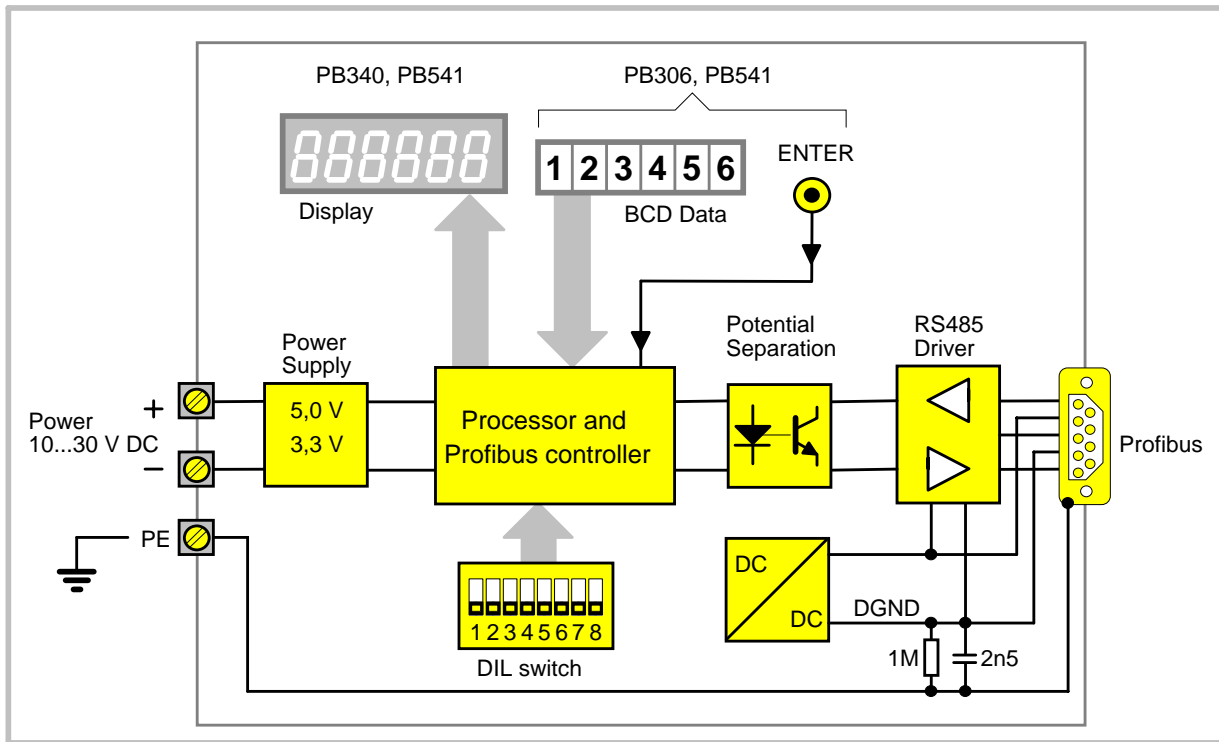 PB340, PB541
PB306, PB541
ENTER
1 2 3 4 5 6
Display
BCD Data
Power
Supply
Potential
Separation
RS485
Driver
Power
10...30 V DC
+
−
5,0 V
3,3 V
Processor and
Profibus controller
Profibus
PE
DC
DC
DGND
1 2 3 4 5 6 7 8
1M
2n5
DIL switch